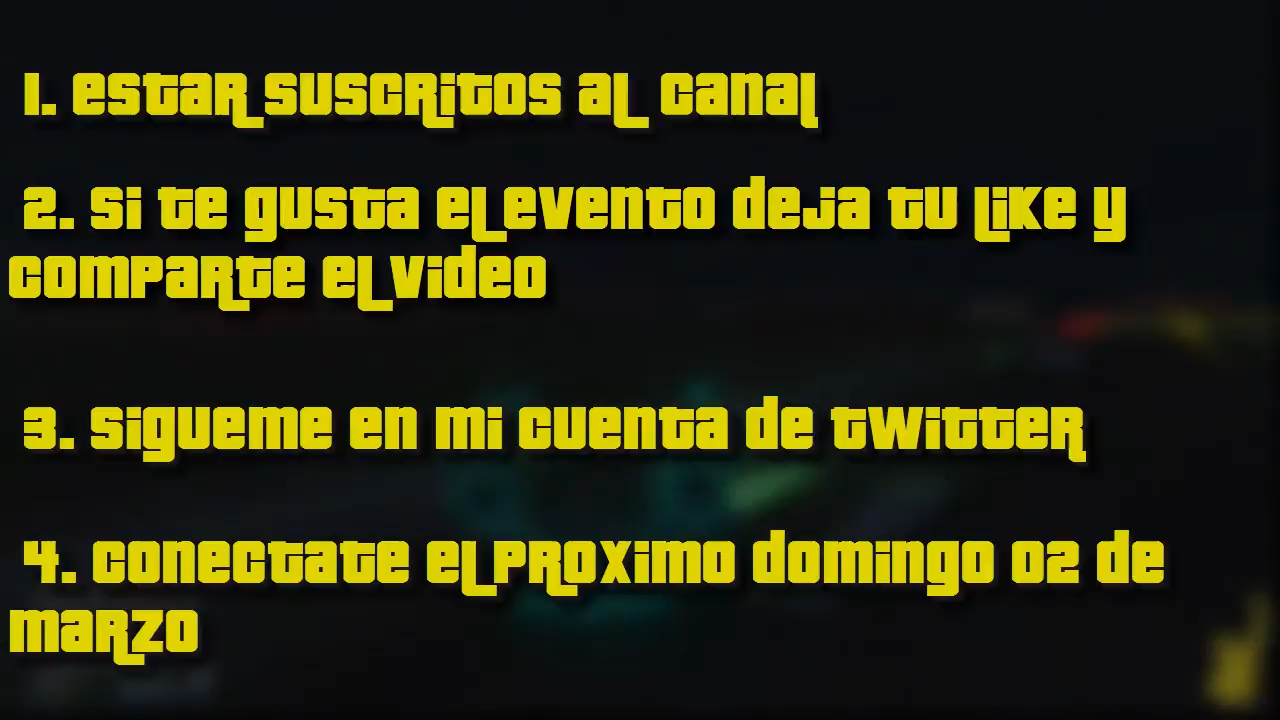 1. Estar suscritos al canal
2. Si te gusta el evento deja tu like y
comparte el video
3. Sigueme en mi cuenta de twitter
4. Conectate el proximo domingo 02 de
marzo